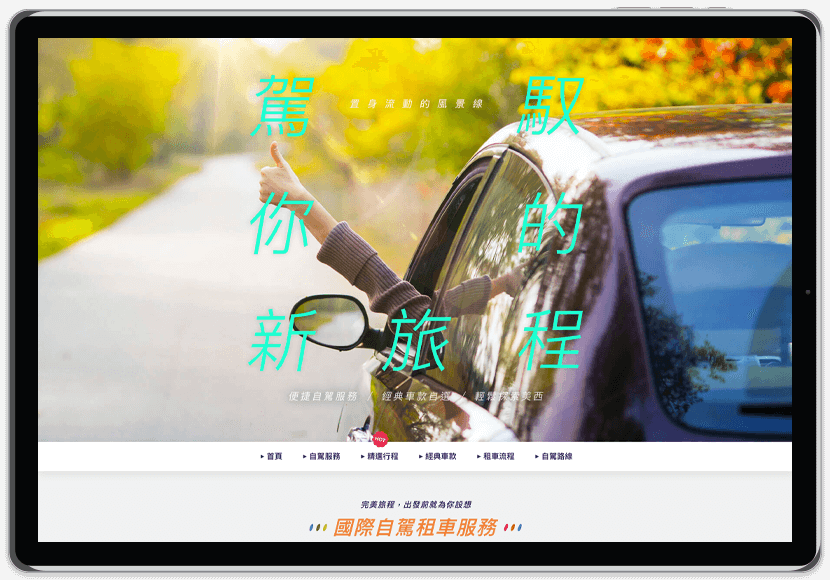 駕馭
置身流動的風景線
你的
新旅程
便捷自駕服務 / 經典車款自選 / 輕鬆探索美西
HOT
▸ 首頁 ▸ 自駕服務 ▸ 精選行程 ▸ 經典車款 ▸ 租車流程 ▸ 自駕路線
完美旅程，出發前就為你設想
國際自駕租車服務